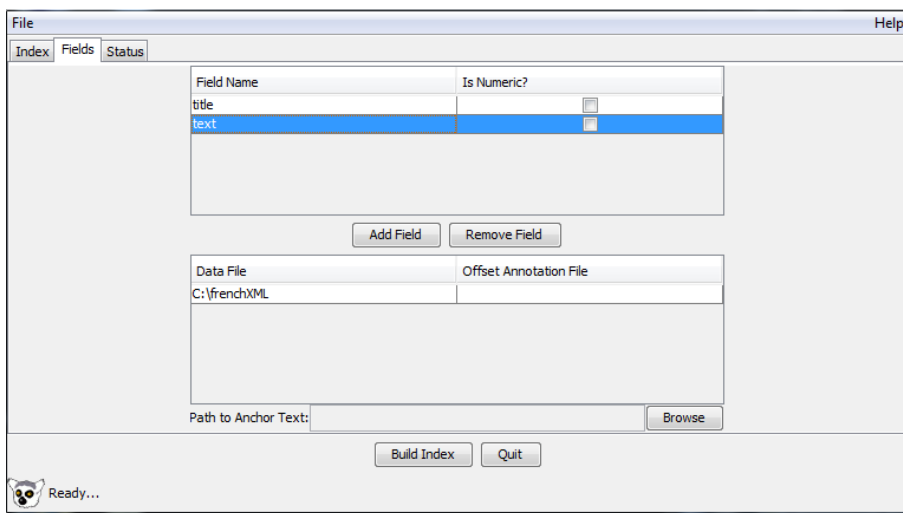 File Help
Index Fields Status
Field Name Is Numeric?
title
text
Add Field Remove Field
Data File Offset Annotation File
C:\frenchXML
Path to Anchor Text: Browse
Build Index Quit
Ready...